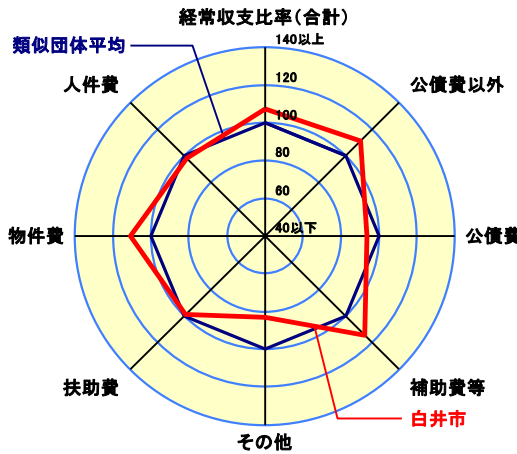 経常収支比率(合計)
140以上
類似団体平均
120
人件費
公債費以外
100
80
60
物件費
40以下
公債費
扶助費
補助費等
白井市
その他